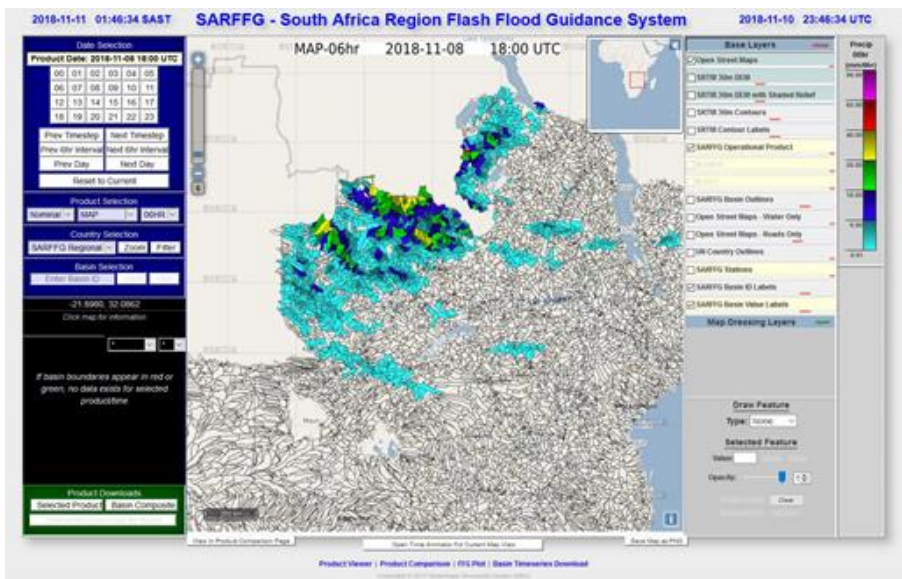 2018-11-11 01:46:34 SAST
SARFFG - South Africa Region Flash Flood Guidance System
2018-11-10 23:46:34 UTC
Date Selection
Product Date: 2018-11-08 18:00 UTC
00 01 02 03 04 05
06 07 08 09 10 11
12 13 14 15 16 17
18 19 20 21 22 23
Prev Timestep Next Timestep
Prev 6hr Interval Next 6hr Interval
Prev Day Next Day
Reset to Current
Product Selection
Nominal MAP 06HR
Country Selection
SARFFG Regional Zoom Filter
Basin Selection
Enter Basin ID
-21.8980, 32.0862
Click map for information
If basin boundaries appear in red or
green, no data exists for selected
product/time
Product Downloads
Selected Product Basin Composite
MAP-06hr 2018-11-08 18:00 UTC
View in Product Comparison Page
Open Time Animator For Current Map View
Save Map as PNG
Base Layers
Open Street Maps
SRTM 30m DEM
SRTM 30m DEM with Shaded Relief
SRTM 30m Contours
SRTM Contour Labels
SARFFG Operational Product
SARFFG Basin Outlines
Open Street Maps - Water Only
Open Street Maps - Roads Only
UN Country Outlines
SARFFG Stations
SARFFG Basin ID Labels
SARFFG Basin Value Labels
Map Dressing Layers
Draw Feature
Type: None
Selected Feature
Value:
Opacity: 1.0
Clear
Precip
06hr
(mm/6hr)
0.01
Product Viewer | Product Comparison | FFG Plot | Basin Timeseries Download